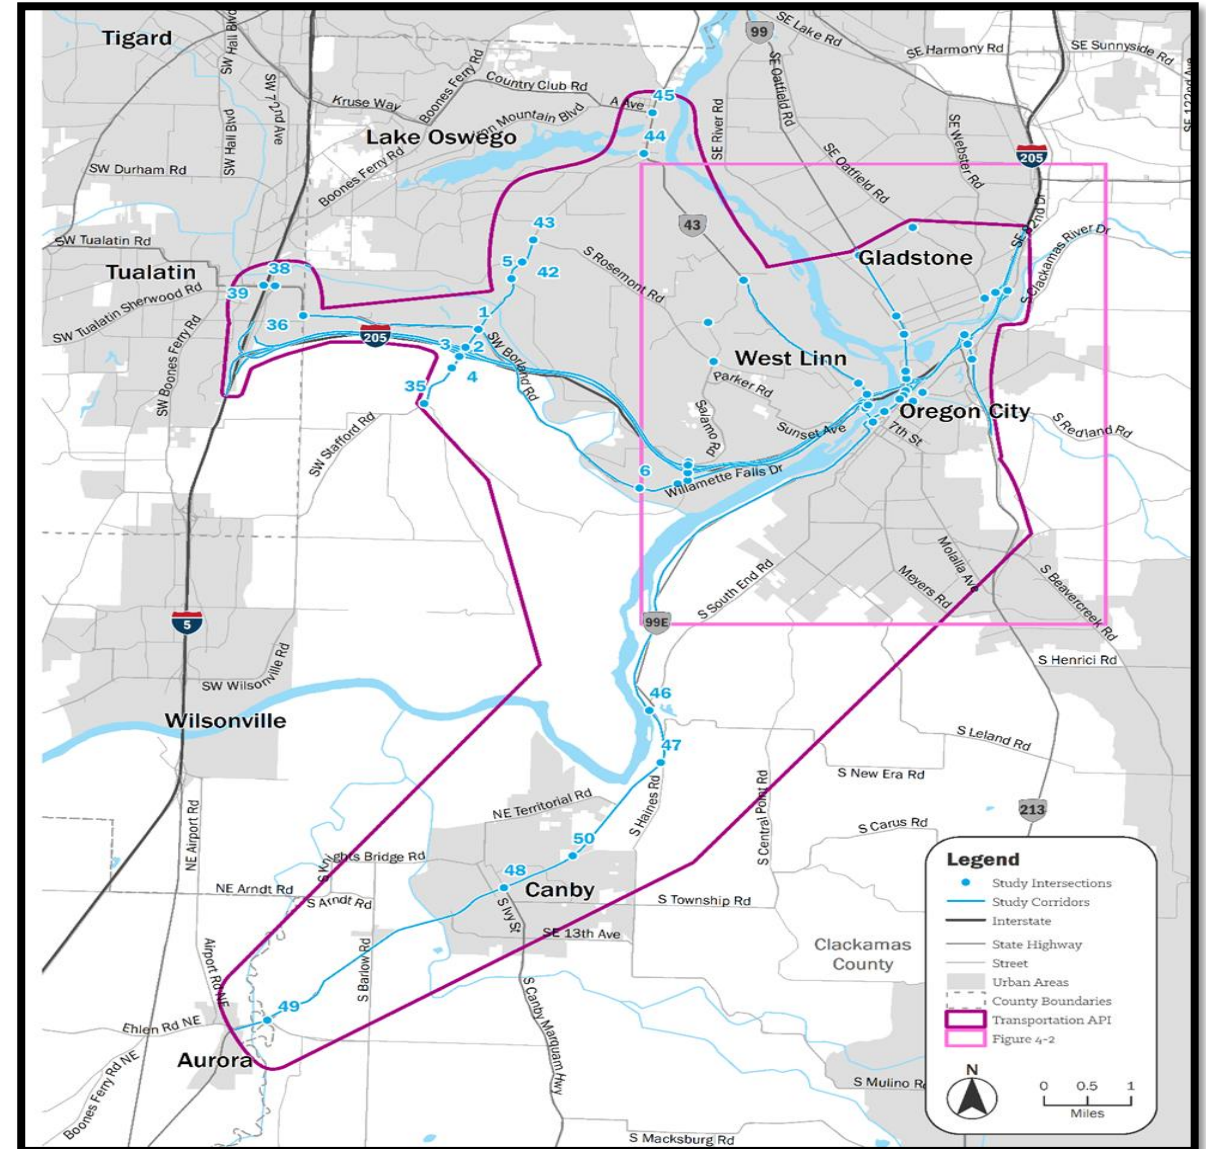 Tigard
SW Hall Blvd
SW 72nd Ave
99
SE Lake Rd
SE Harmony Rd
SE Sunnyside Rd
SE 122nd Ave
Boones Ferry Rd
Country Club Rd
Kruse Way
A Ave
45
SE Oatfield Rd
SE River Rd
Lake Oswego
44
SW Hall Blvd
SE Webster Rd
SE Oatfield Rd
205
SW Durham Rd
Boones Ferry Rd
SE 82nd Dr
43
43
SW Tualatin Rd
S Clackamas River Dr
Gladstone
Tualatin
38
5
42
S Rosemont Rd
39
SW Tualatin Sherwood Rd
36
1
205
3
2
4
SW Borland Rd
SW Boones Ferry Rd
West Linn
Parker Rd
35
Oregon City
Salamo Rd
Sunset Ave
7th St
S Redland Rd
SW Stafford Rd
6
Willamette Falls Dr
Molalla Ave
Meyers Rd
S South End Rd
S Beavercreek Rd
5
99E
S Henrici Rd
SW Wilsonville Rd
46
Wilsonville
47
S Leland Rd
S New Era Rd
S Haines Rd
S Central Point Rd
NE Territorial Rd
213
NE Airport Rd
50
S Carus Rd
S Knights Bridge Rd
48
Canby
NE Arndt Rd
S Arndt Rd
S Ivy St
S Township Rd
SE 13th Ave
Clackamas
County
Airport Rd NE
S Barlow Rd
49
S Canby Marquam Hwy
Ehlen Rd NE
Aurora
Boones Ferry Rd NE
S Mulino Rd
S Macksburg Rd
Legend
Study Intersections
Study Corridors
Interstate
State Highway
Street
Urban Areas
County Boundaries
Transportation API
Figure 4-2
N
0 0.5 1
Miles